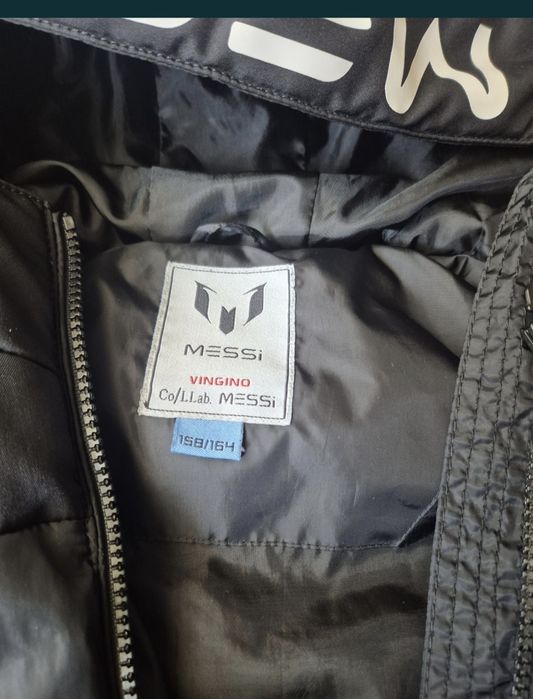 MESSi
VINGINO
Co/LLab. MESSi
158/164